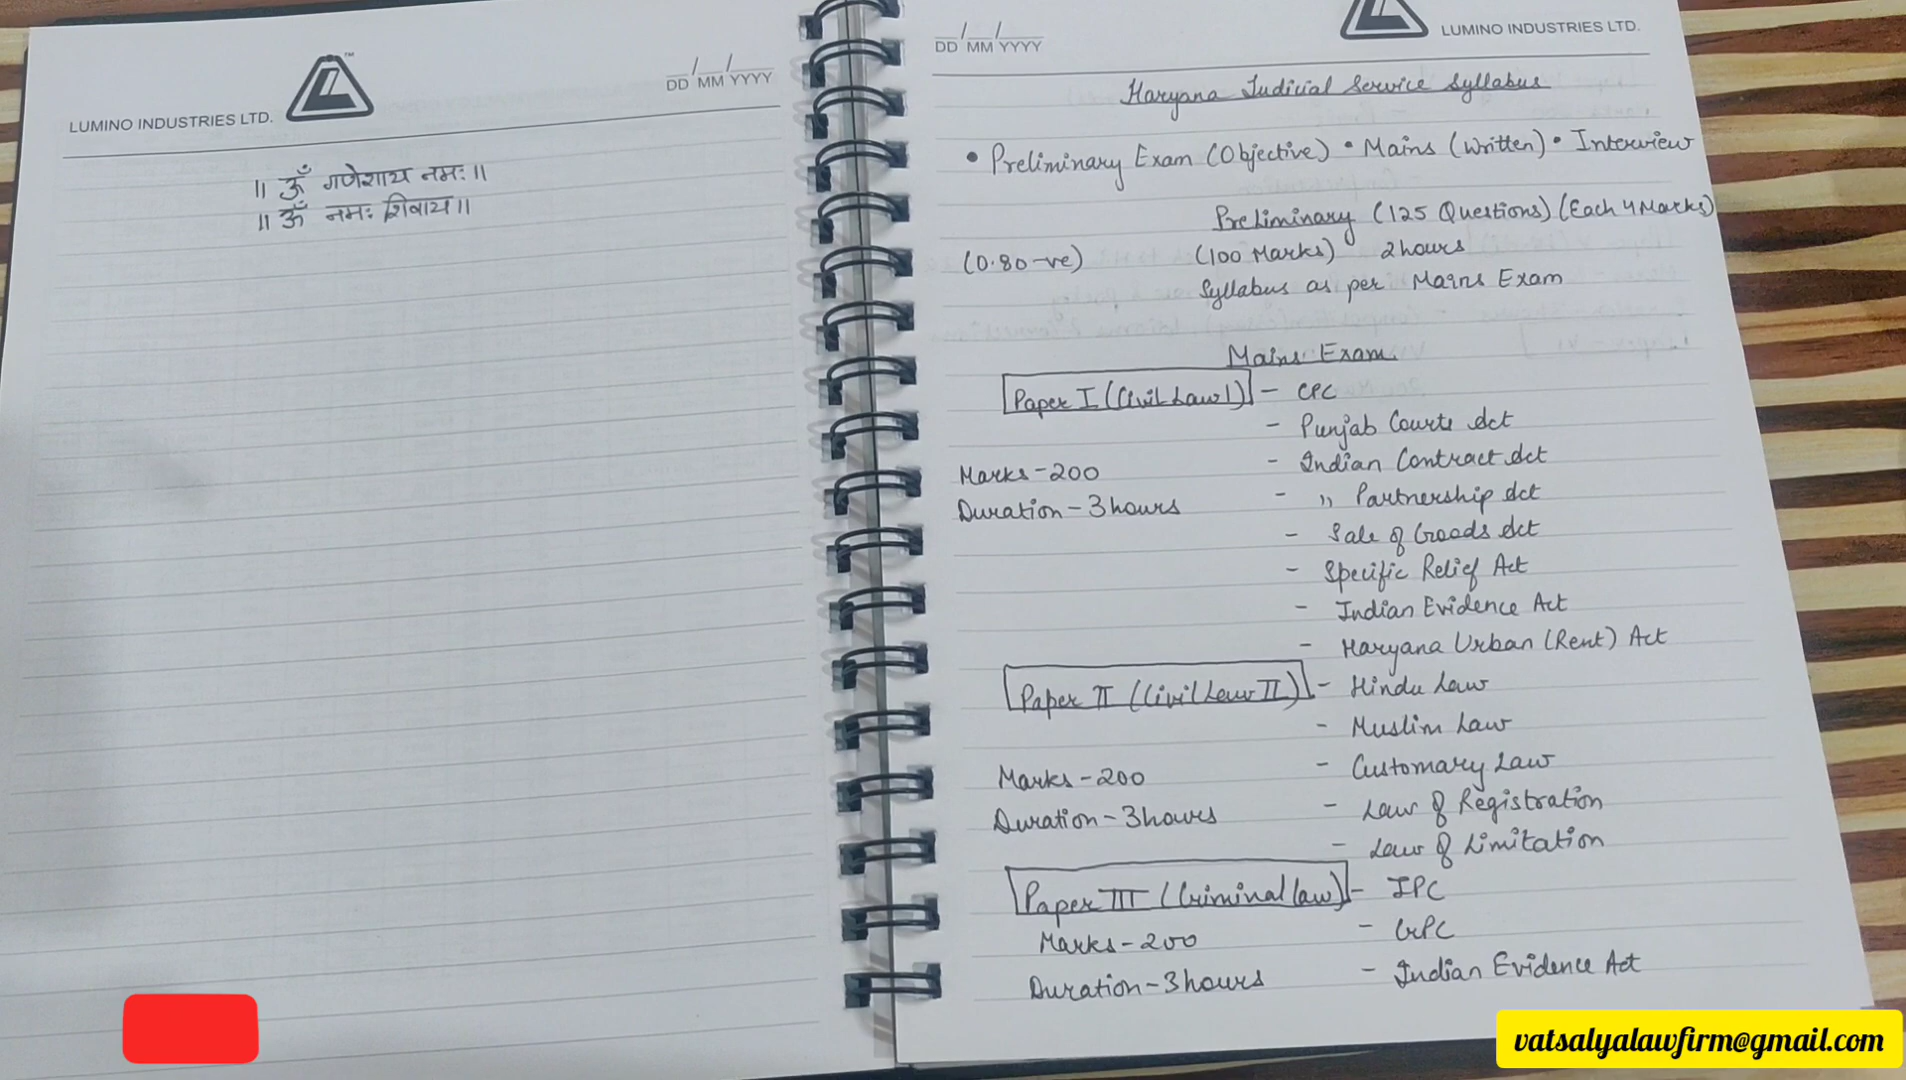 LUMINO INDUSTRIES LTD.
™
DD/MM/YYYY
॥ ॐ गणेशाय नमः॥
॥ ॐ नमः शिवाय॥
DD/MM/YYYY
LUMINO INDUSTRIES LTD.
Haryana Judicial Service Syllabus
• Preliminary Exam (Objective) • Mains (Written) • Interview
Preliminary (125 Questions) (Each 4 Marks)
(0.80-ve) (100 Marks) 2 hours
Syllabus as per Mains Exam
Mains Exam
Paper I (Civil Law I) - CPC
- Punjab Courts Act
Marks - 200 - Indian Contract Act
Duration - 3 hours - " Partnership Act
- Sale of Goods Act
- Specific Relief Act
- Indian Evidence Act
- Haryana Urban (Rent) Act
Paper II (Civil Law II) - Hindu Law
- Muslim Law
Marks - 200 - Customary Law
Duration - 3 hours - Law of Registration
- Law of Limitation
Paper III (Criminal law) - IPC
Marks - 200 - CrPC
Duration - 3 hours - Indian Evidence Act
vatsalyalawfirm@gmail.com